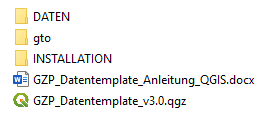 DATEN
gto
INSTALLATION
GZP_Datentemplate_Anleitung_QGIS.docx
GZP_Datentemplate_v3.0.qgz